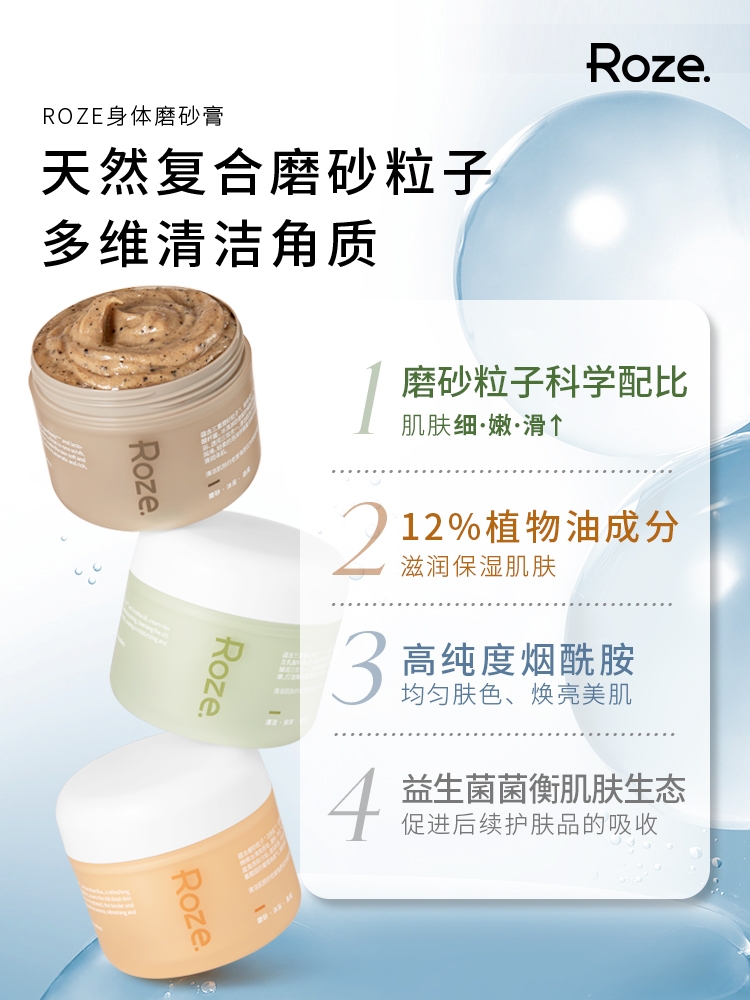 Roze.
ROZE身体磨砂膏
天然复合磨砂粒子
多维清洁角质
1
磨砂粒子科学配比
肌肤细·嫩·滑↑
2
12%植物油成分
滋润保湿肌肤
3
高纯度烟酰胺
均匀肤色、焕亮美肌
4
益生菌菌衡肌肤生态
促进后续护肤品的吸收
Roze.
Roze.
Roze.